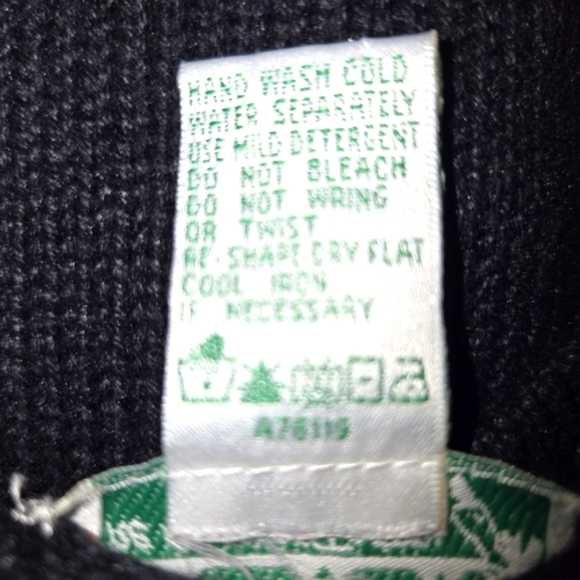 HAND WASH COLD
WATER SEPARATELY
USE MILD DETERGENT
DO NOT BLEACH
DO NOT WRING
OR TWIST
RE-SHAPE DRY FLAT
COOL IRON
IF NECESSARY
A76119
US